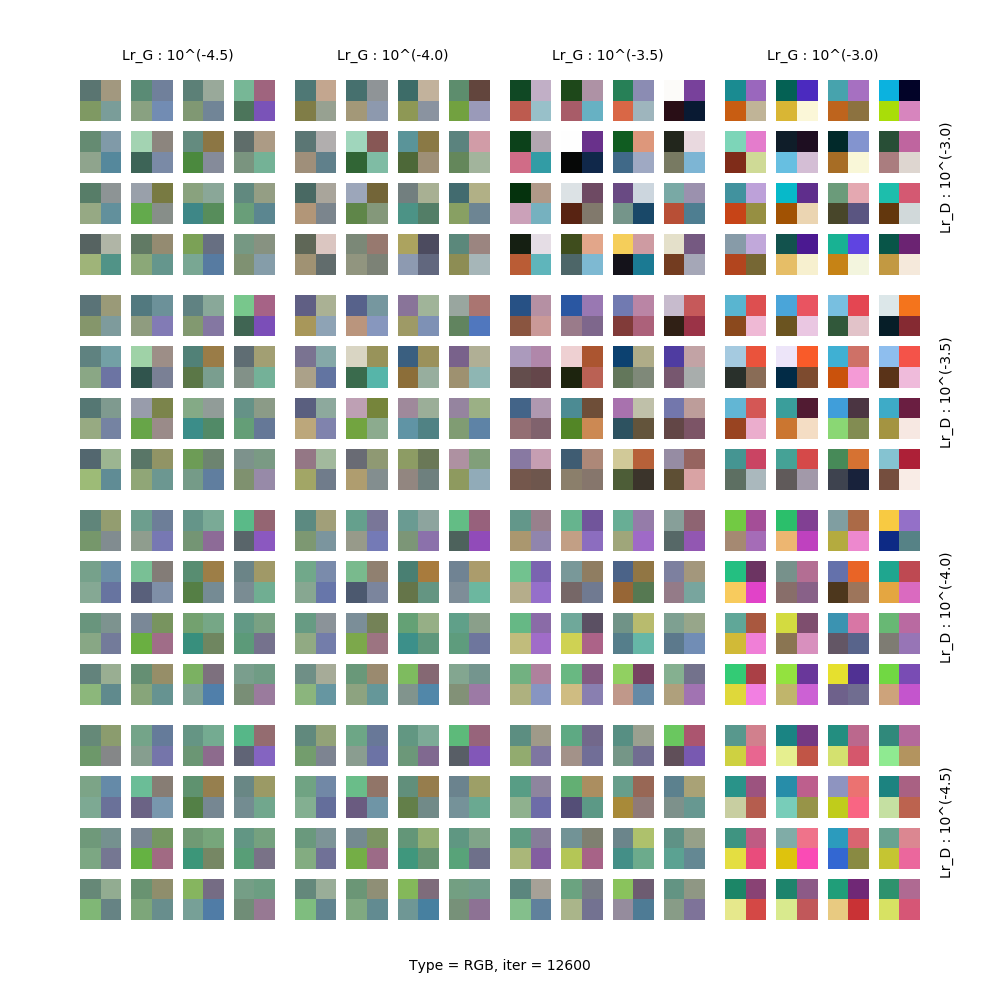 Lr_G : 10^(-4.5)
Lr_G : 10^(-4.0)
Lr_G : 10^(-3.5)
Lr_G : 10^(-3.0)
Lr_D : 10^(-3.0)
Lr_D : 10^(-3.5)
Lr_D : 10^(-4.0)
Lr_D : 10^(-4.5)
Type = RGB, iter = 12600